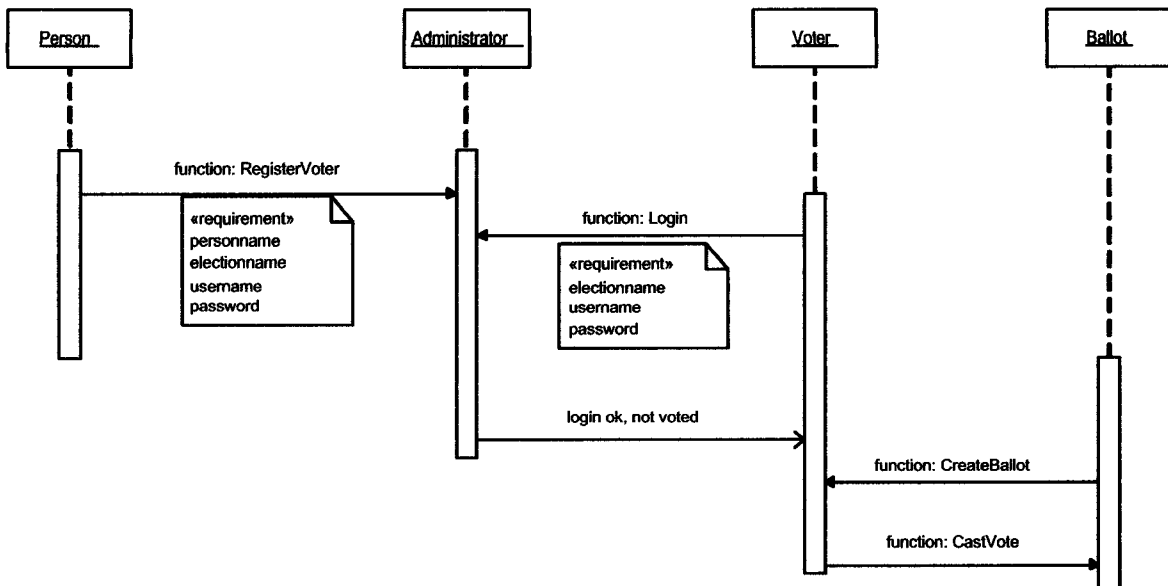 Person
Administrator
Voter
Ballot
function: RegisterVoter
«requirement»
personname
electionname
username
password
function: Login
«requirement»
electionname
username
password
login ok, not voted
function: CreateBallot
function: CastVote